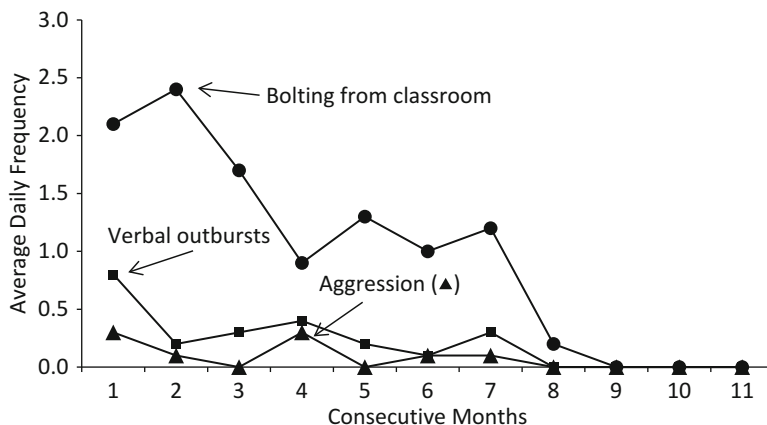 3.0
2.5
2.0
1.5
1.0
0.5
0.0
Average Daily Frequency
Bolting from classroom
Verbal outbursts
Aggression (▲)
1 2 3 4 5 6 7 8 9 10 11
Consecutive Months